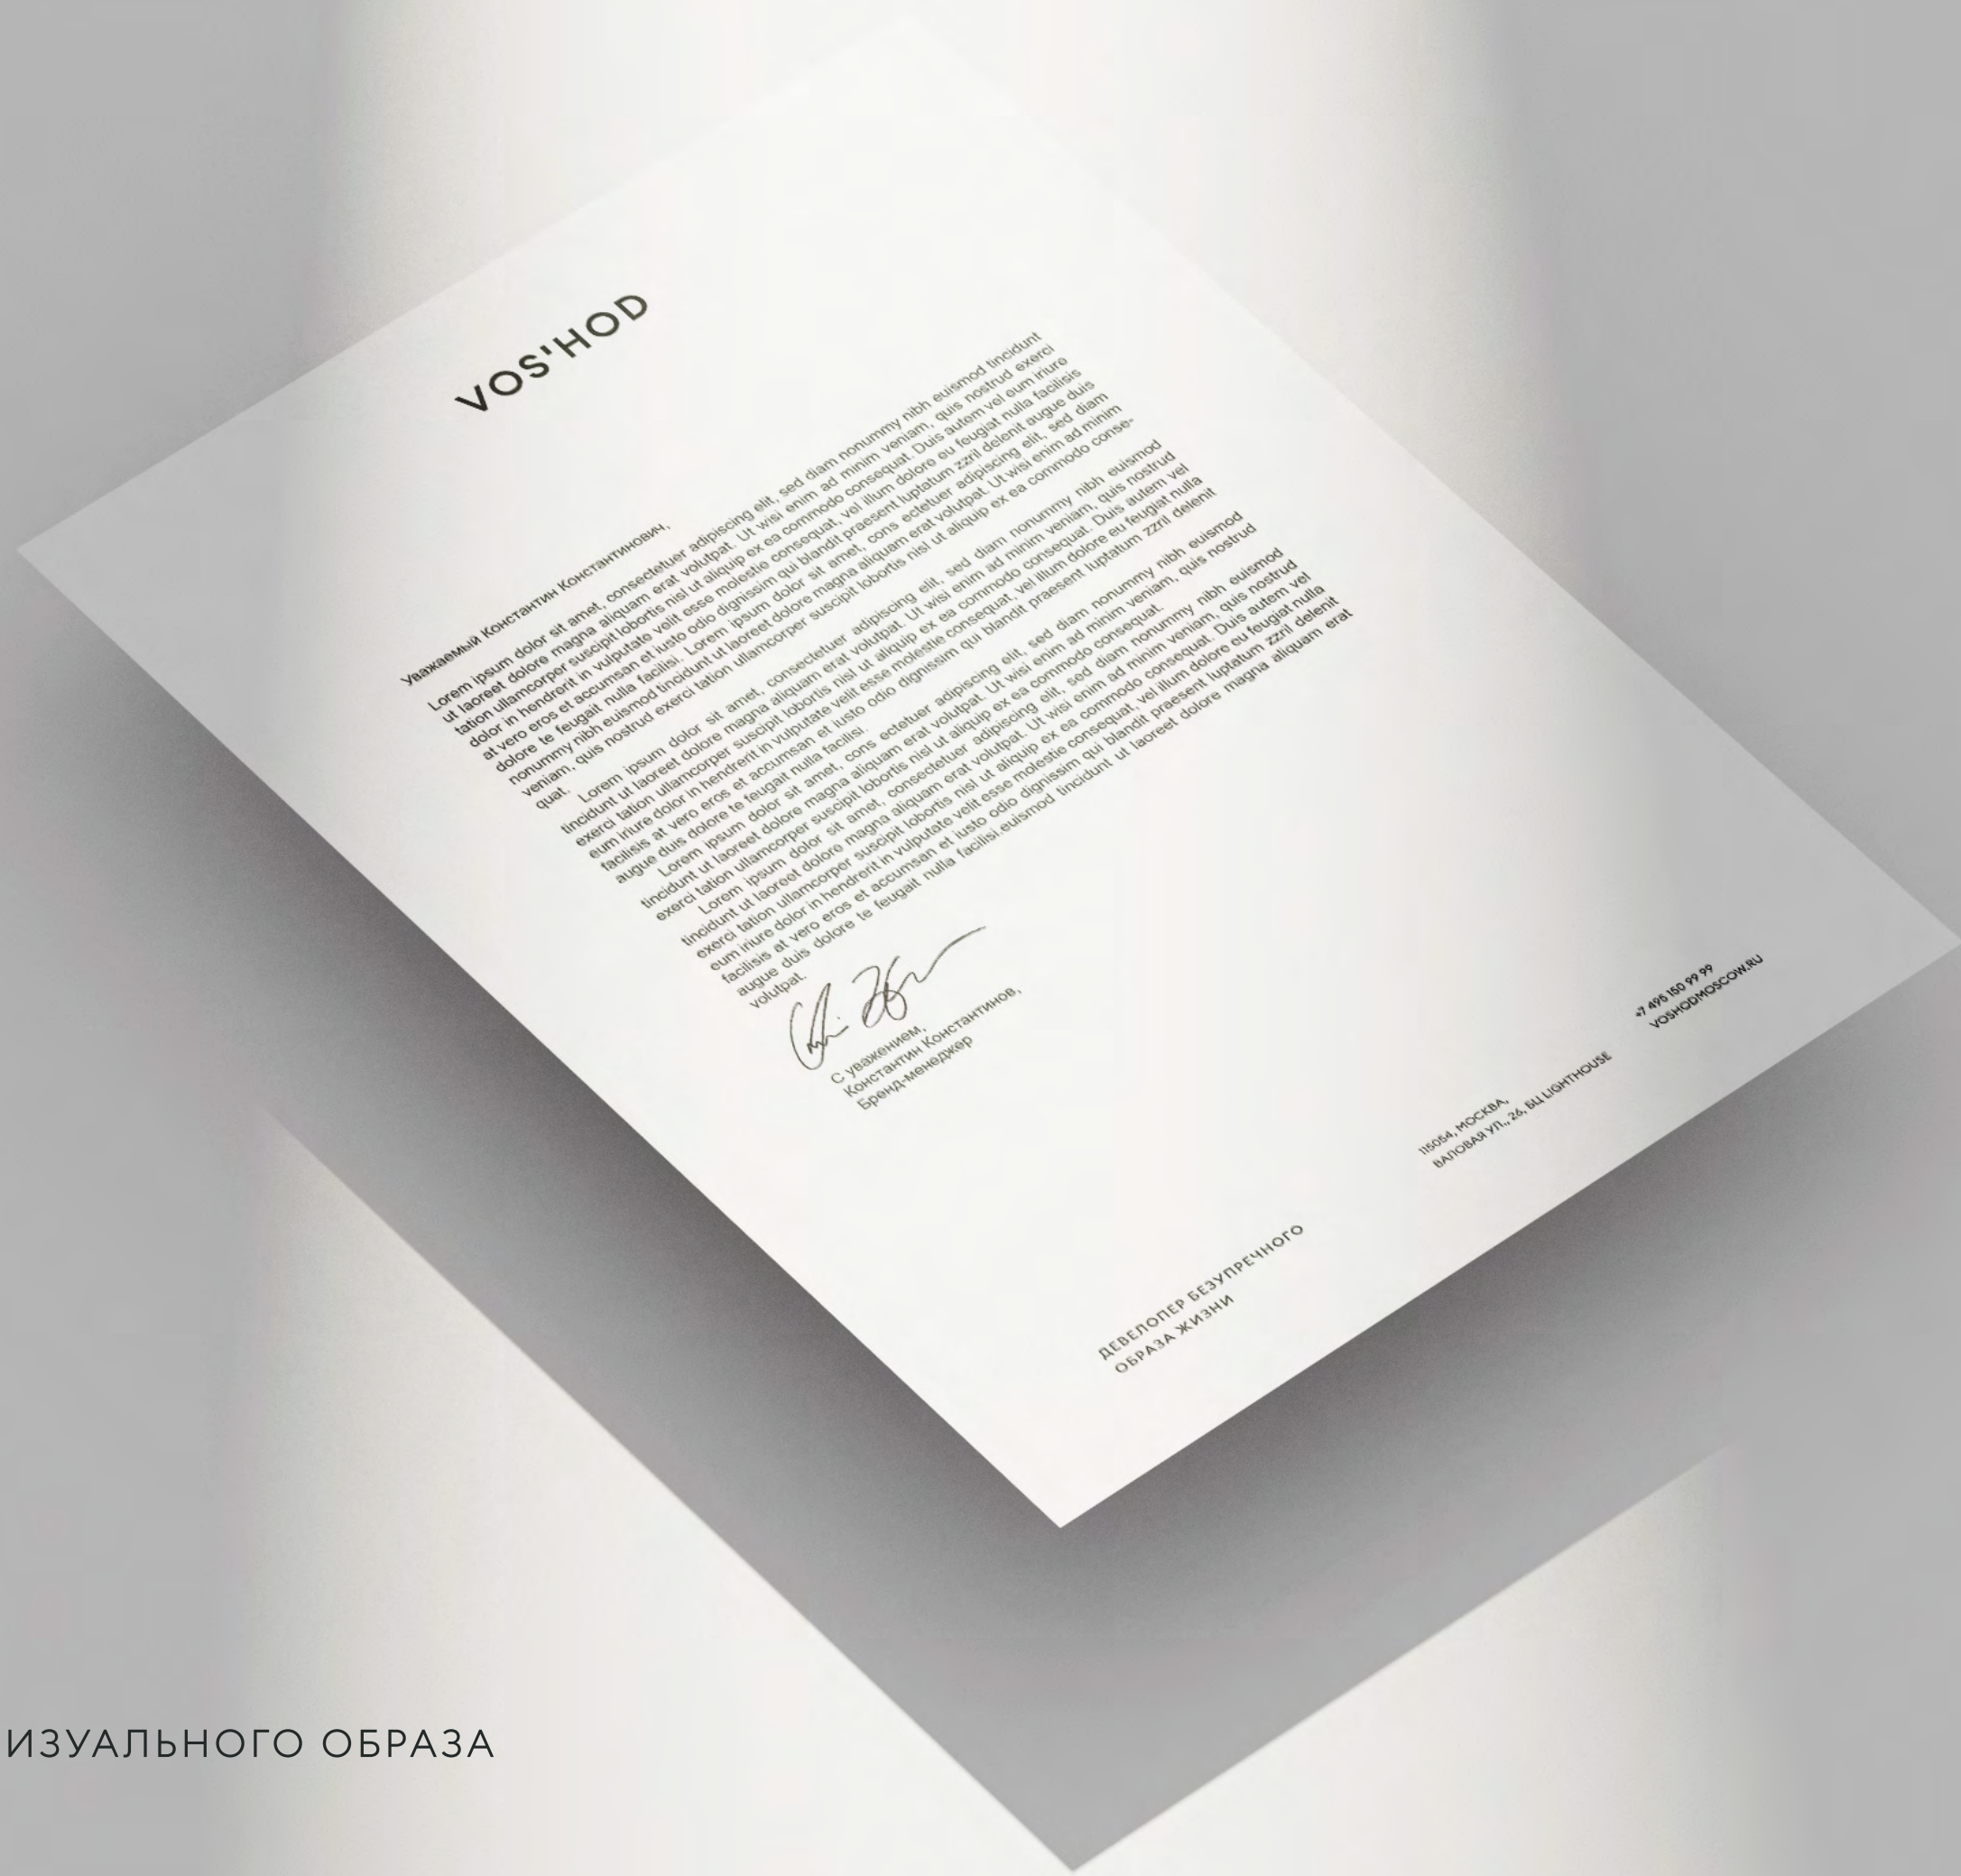 VOS'HOD
Уважаемый Константин Константинович,
Lorem ipsum dolor sit amet, consectetuer adipiscing elit, sed diam nonummy nibh euismod tincidunt
ut laoreet dolore magna aliquam erat volutpat. Ut wisi enim ad minim veniam, quis nostrud exerci
tation ullamcorper suscipit lobortis nisl ut aliquip ex ea commodo consequat. Duis autem vel eum iriure
dolor in hendrerit in vulputate velit esse molestie consequat, vel illum dolore eu feugiat nulla facilisis
at vero eros et accumsan et iusto odio dignissim qui blandit praesent luptatum zzril delenit augue duis
dolore te feugait nulla facilisi. Lorem ipsum dolor sit amet, cons ectetuer adipiscing elit, sed diam
nonummy nibh euismod tincidunt ut laoreet dolore magna aliquam erat volutpat. Ut wisi enim ad minim
veniam, quis nostrud exerci tation ullamcorper suscipit lobortis nisl ut aliquip ex ea commodo conse-
quat.
Lorem ipsum dolor sit amet, consectetuer adipiscing elit, sed diam nonummy nibh euismod
tincidunt ut laoreet dolore magna aliquam erat volutpat. Ut wisi enim ad minim veniam, quis nostrud
exerci tation ullamcorper suscipit lobortis nisl ut aliquip ex ea commodo consequat. Duis autem vel
eum iriure dolor in hendrerit in vulputate velit esse molestie consequat, vel illum dolore eu feugiat nulla
facilisis at vero eros et accumsan et iusto odio dignissim qui blandit praesent luptatum zzril delenit
augue duis dolore te feugait nulla facilisi.
Lorem ipsum dolor sit amet, cons ectetuer adipiscing elit, sed diam nonummy nibh euismod
tincidunt ut laoreet dolore magna aliquam erat volutpat. Ut wisi enim ad minim veniam, quis nostrud
exerci tation ullamcorper suscipit lobortis nisl ut aliquip ex ea commodo consequat.
Lorem ipsum dolor sit amet, consectetuer adipiscing elit, sed diam nonummy nibh euismod
tincidunt ut laoreet dolore magna aliquam erat volutpat. Ut wisi enim ad minim veniam, quis nostrud
exerci tation ullamcorper suscipit lobortis nisl ut aliquip ex ea commodo consequat. Duis autem vel
eum iriure dolor in hendrerit in vulputate velit esse molestie consequat, vel illum dolore eu feugiat nulla
facilisis at vero eros et accumsan et iusto odio dignissim qui blandit praesent luptatum zzril delenit
augue duis dolore te feugait nulla facilisi.euismod tincidunt ut laoreet dolore magna aliquam erat
volutpat.
С уважением,
Константин Константинов,
Бренд-менеджер
ДЕВЕЛОПЕР БЕЗУПРЕЧНОГО
ОБРАЗА ЖИЗНИ
115054, МОСКВА,
ВАЛОВАЯ УЛ., 26, БЦ LIGHTHOUSE
+7 495 150 99 99
VOSHODMOSCOW.RU
ИЗУАЛЬНОГО ОБРАЗА